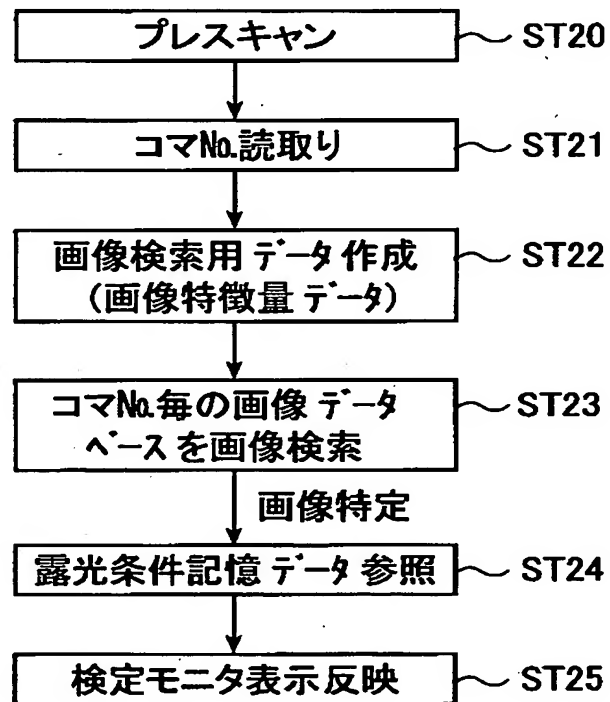 プレスキャン ST20
コマNo.読取り ST21
画像検索用データ作成 ST22
(画像特徴量データ)
コマNo.毎の画像データ ST23
ベースを画像検索
画像特定
露光条件記憶データ参照 ST24
検定モニタ表示反映 ST25